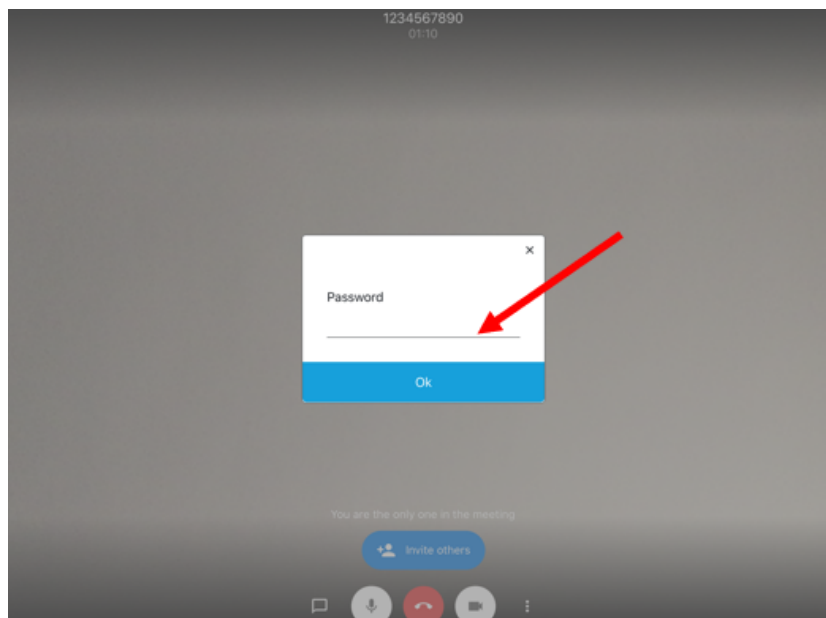 1234567890
01:10
Password
Ok
You are the only one in the meeting
Invite others